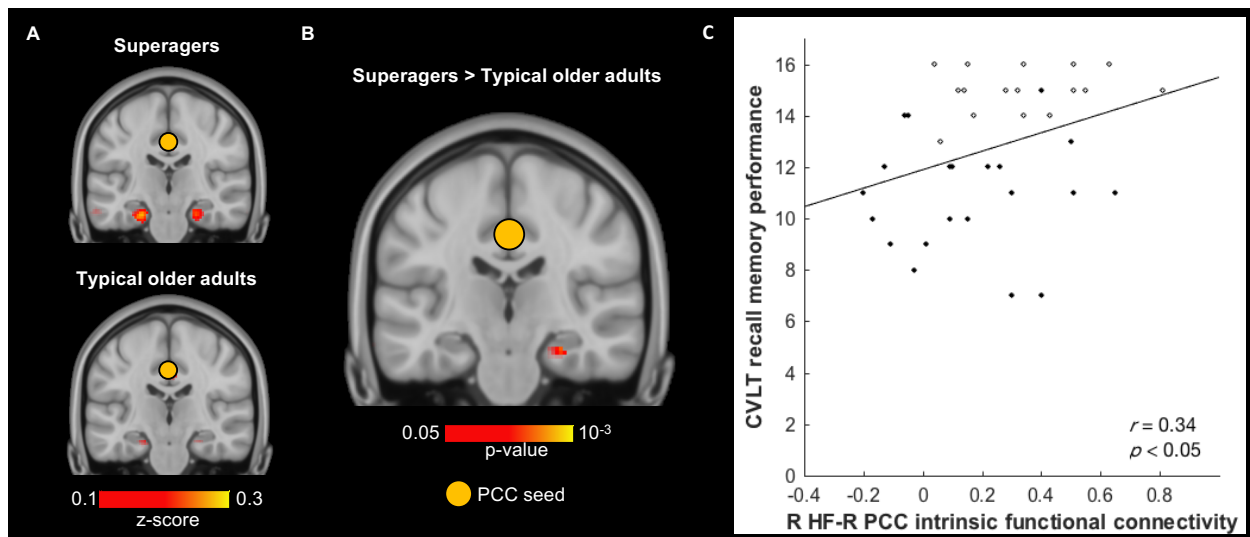 A
Superagers
Typical older adults
0.1
0.3
z-score
B
Superagers > Typical older adults
0.05
10-3
p-value
PCC seed
C
CVLT recall memory performance
16
14
12
10
8
6
4
2
0
r = 0.34
p < 0.05
-0.4 -0.2 0 0.2 0.4 0.6 0.8
R HF-R PCC intrinsic functional connectivity